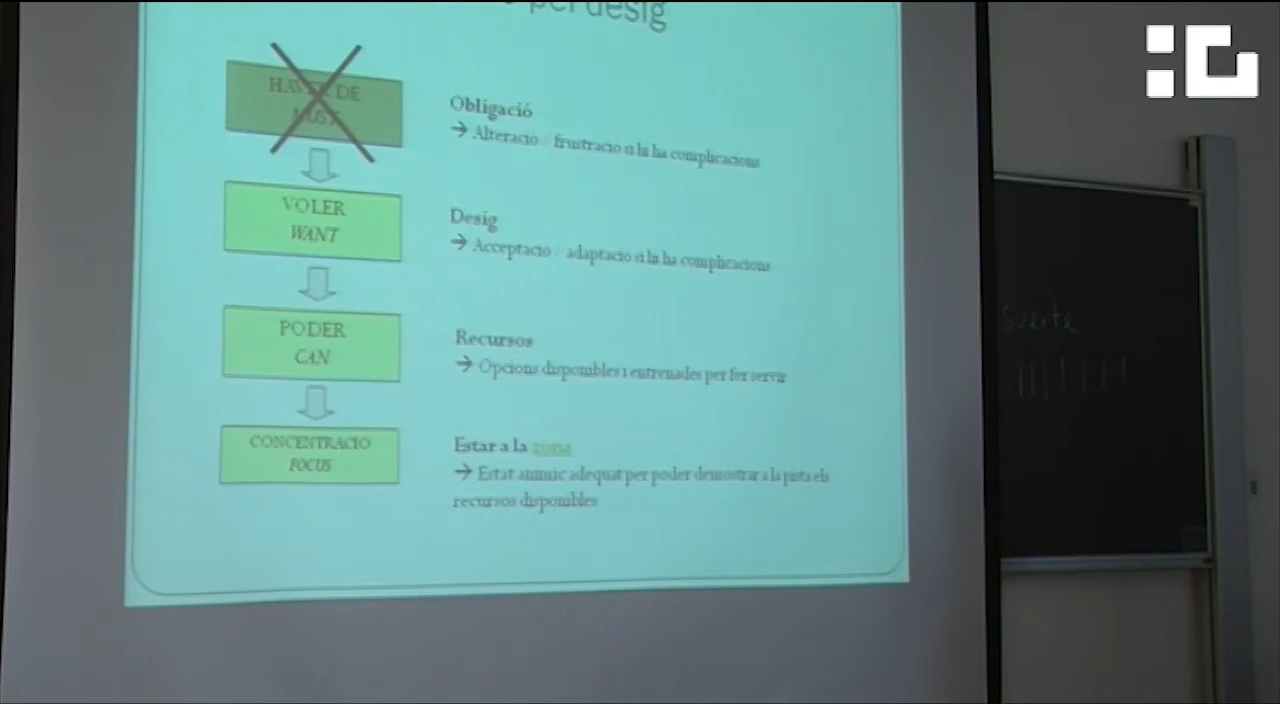 pel desig
HAVER DE
MUST
Obligació
→ Alteració / frustració si hi ha complicacions
VOLER
WANT
Desig
→ Acceptació / adaptació si hi ha complicacions
PODER
CAN
Recursos
→ Opcions disponibles i entrenades per fer servir
CONCENTRACIÓ
FOCUS
Estar a la zona
→ Estat anímic adequat per poder demostrar a la pista els
recursos disponibles
suerte